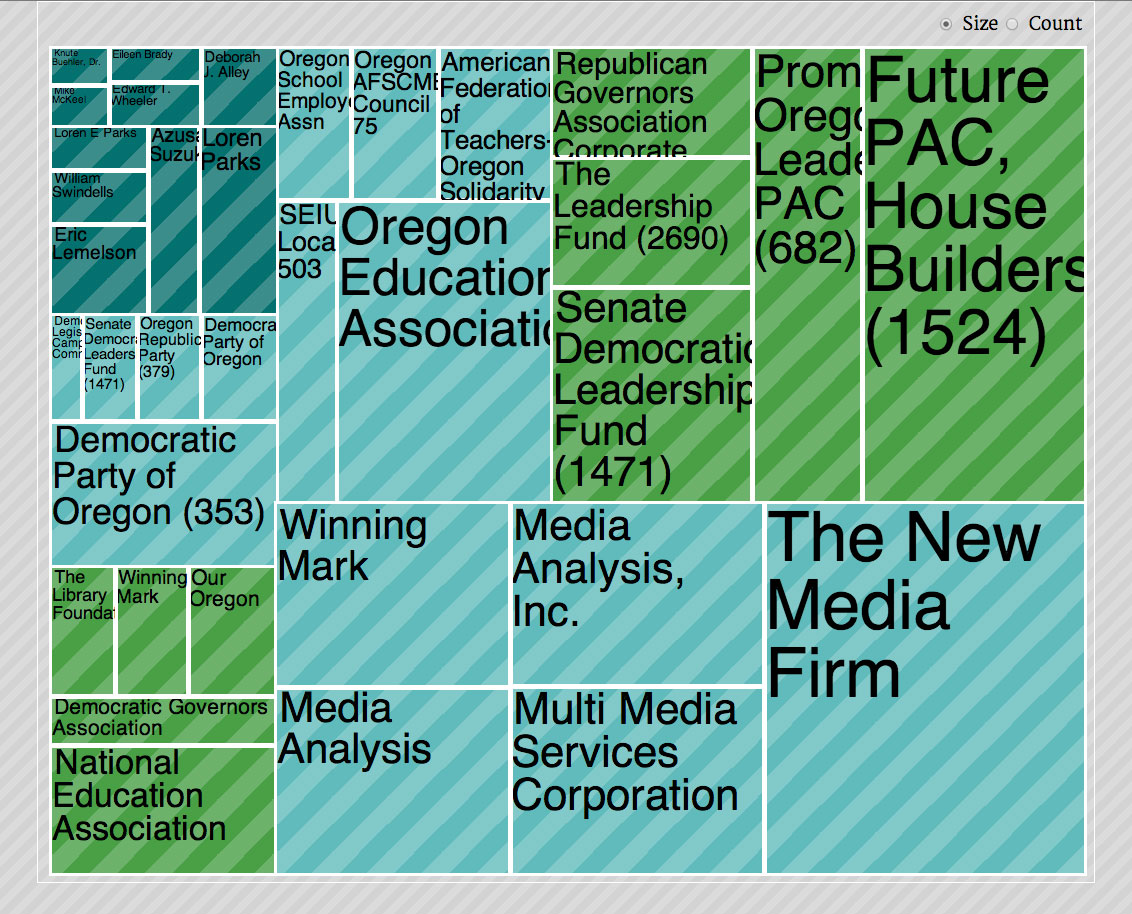 Size Count
Knute
Buehler, Dr.
Eileen Brady
Deborah
J. Alley
Mike
McKeel
Edward T.
Wheeler
Loren E Parks
Azusa
Suzuk
Loren
Parks
William
Swindells
Eric
Lemelson
Oregon
School
Employe
Assn
Oregon
AFSCME
Council
75
American
Federation
of
Teachers-
Oregon
Solidarity
SEIU
Loca
503
Oregon
Education
Associatio
Republican
Governors
Association
Corporate
The
Leadership
Fund (2690)
Senate
Democratic
Leadership
Fund
(1471)
Prom
Orego
Leade
PAC
(682)
Future
PAC,
House
Builders
(1524)
Demo
Legis
Camp
Comm
Senate
Democra
Leaders
Fund
(1471)
Oregon
Republic
Party
(379)
Democra
Party of
Oregon
Democratic
Party of
Oregon (353)
The
Library
Foundat
Winning
Mark
Our
Oregon
Democratic Governors
Association
National
Education
Association
Winning
Mark
Media
Analysis,
Inc.
The New
Media
Firm
Media
Analysis
Multi Media
Services
Corporation